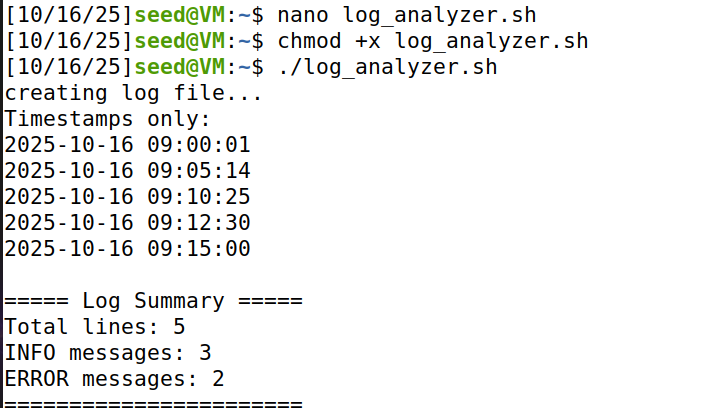 [10/16/25]seed@VM:~$ nano log_analyzer.sh
[10/16/25]seed@VM:~$ chmod +x log_analyzer.sh
[10/16/25]seed@VM:~$ ./log_analyzer.sh
creating log file...
Timestamps only:
2025-10-16 09:00:01
2025-10-16 09:05:14
2025-10-16 09:10:25
2025-10-16 09:12:30
2025-10-16 09:15:00

===== Log Summary =====
Total lines: 5
INFO messages: 3
ERROR messages: 2
=======================